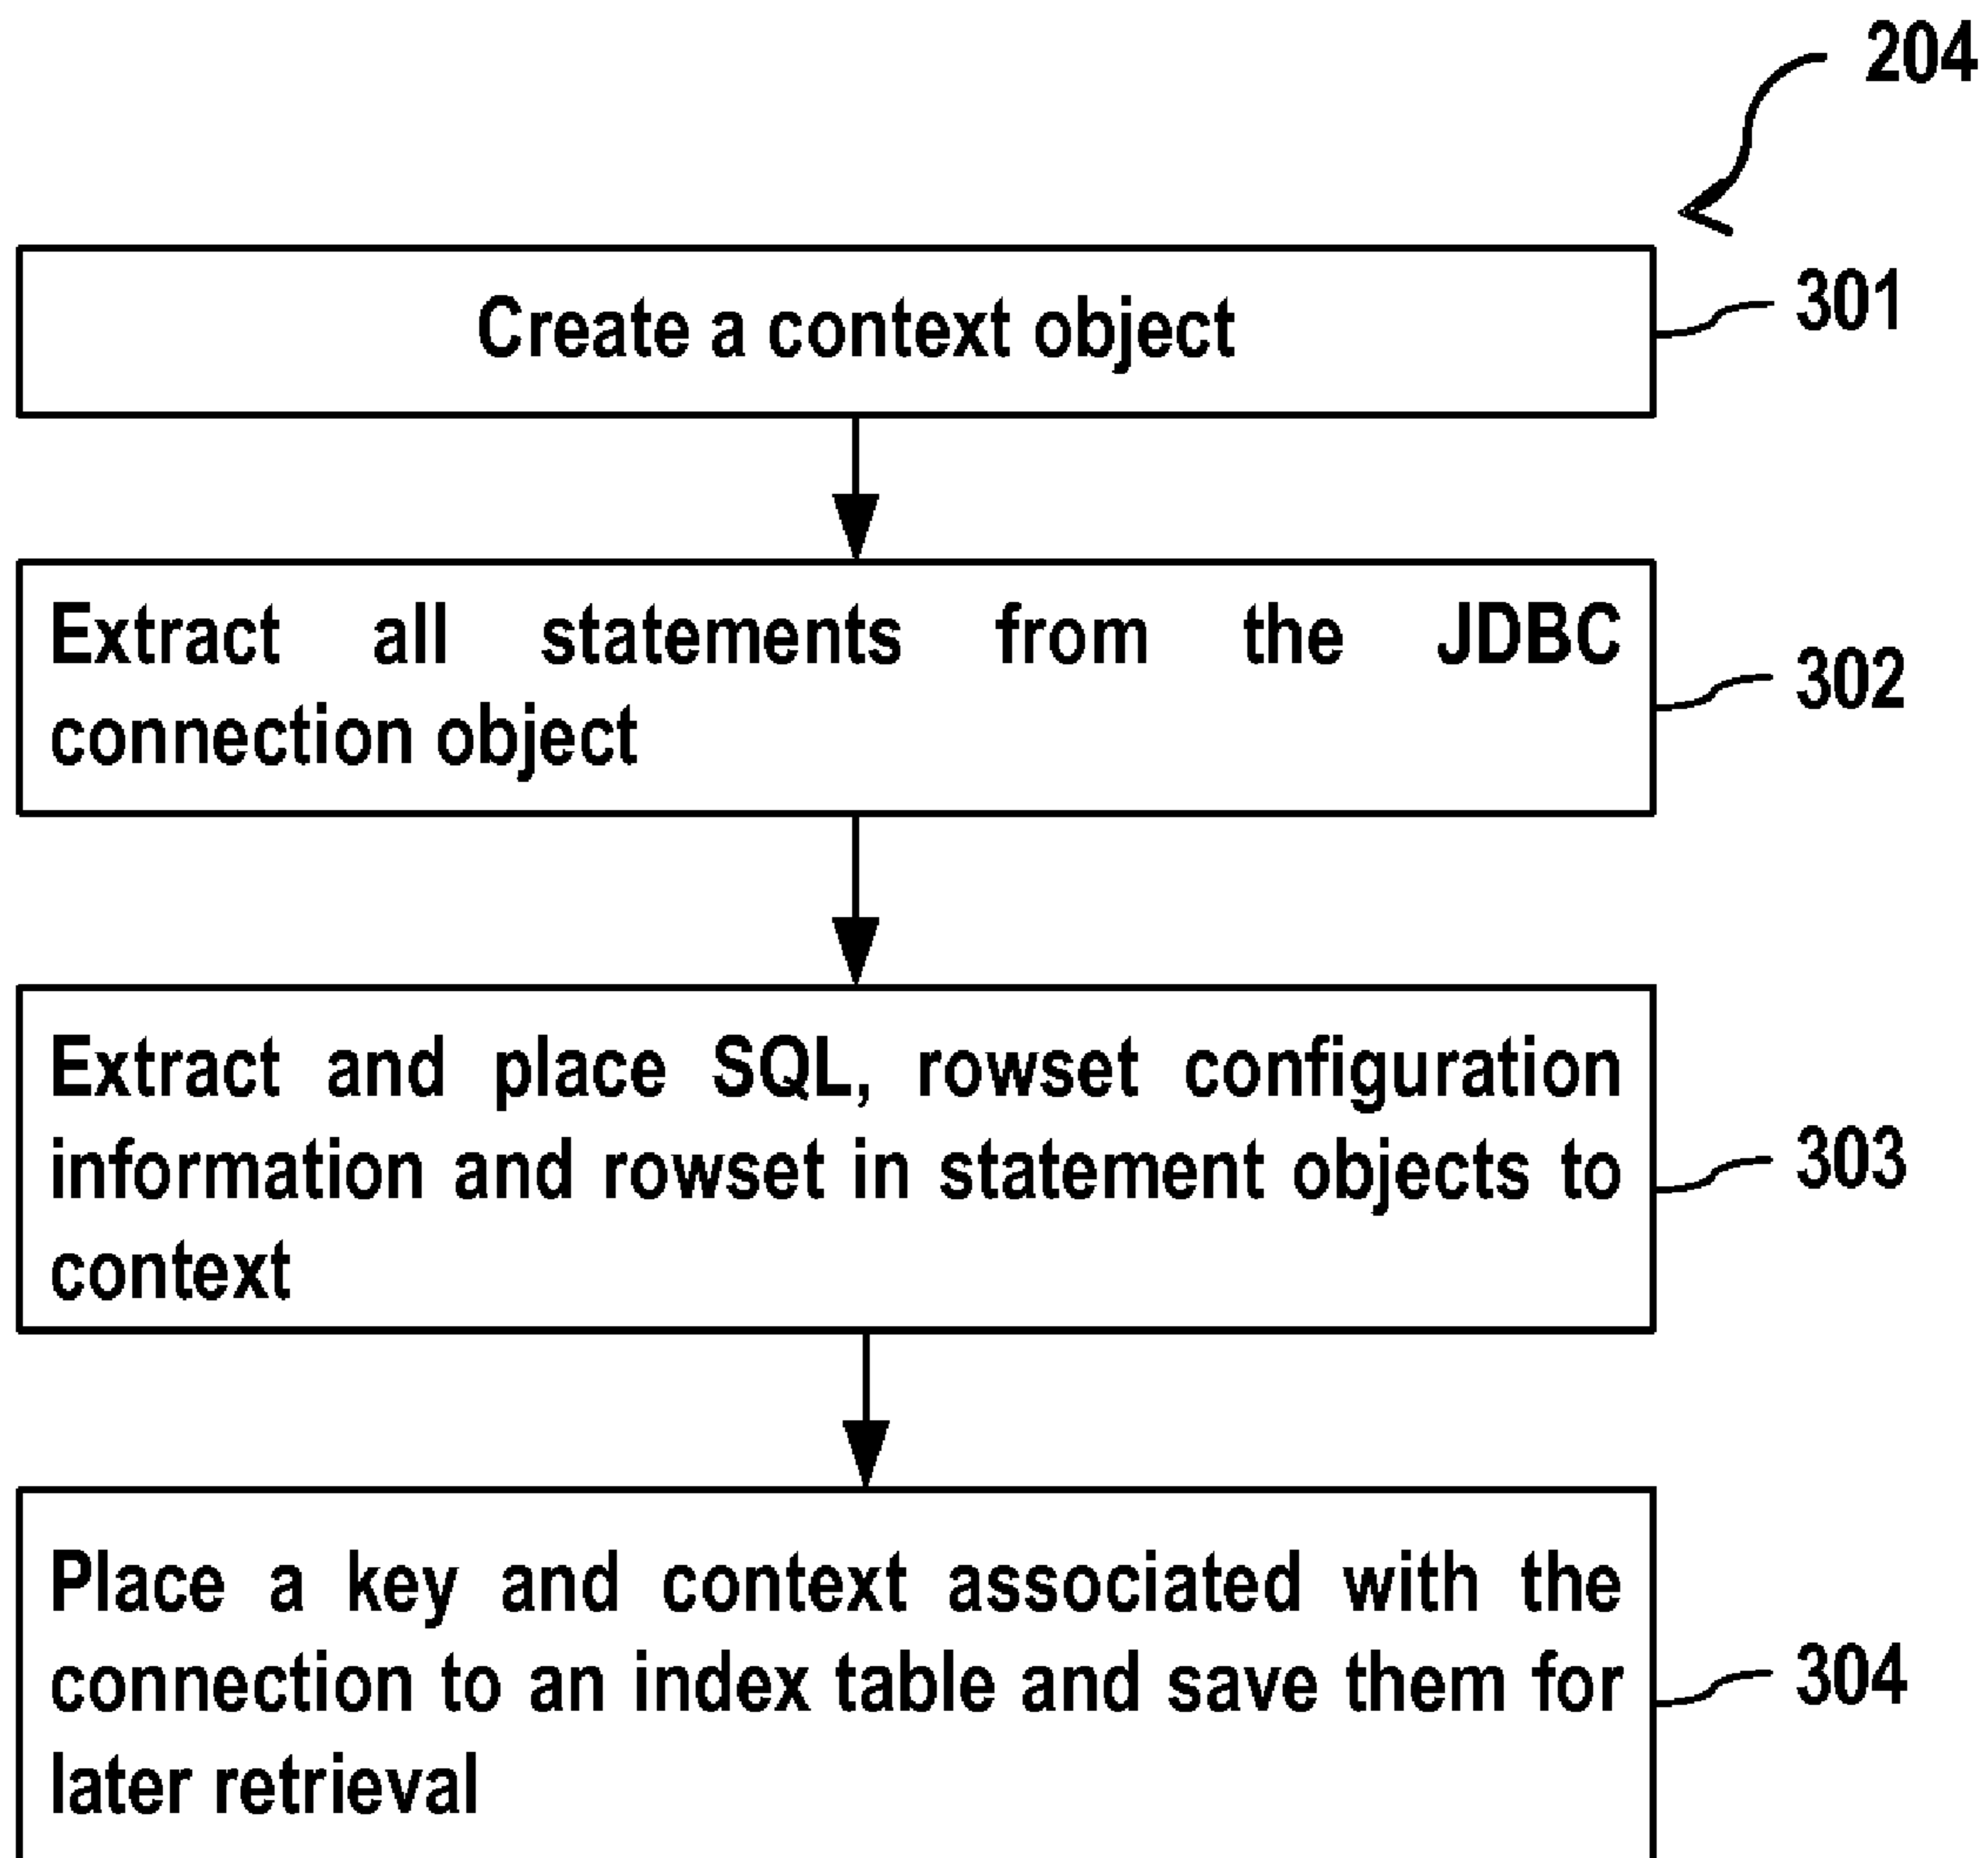 204
Create a context object
301
Extract all statements from the JDBC
connection object
302
Extract and place SQL, rowset configuration
information and rowset in statement objects to
context
303
Place a key and context associated with the
connection to an index table and save them for
later retrieval
304